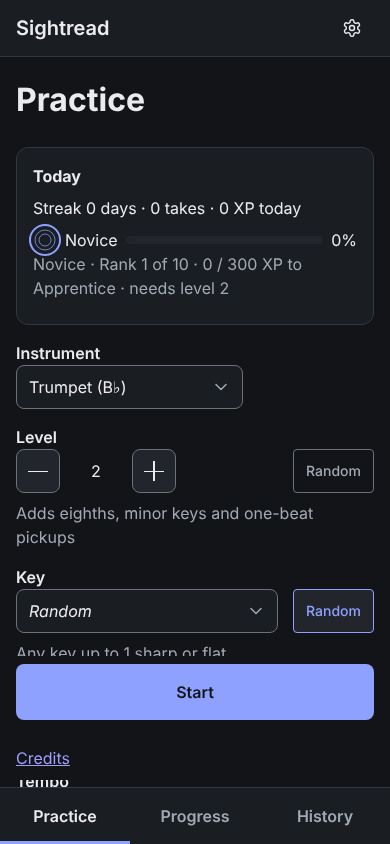 Sightread
Practice
Today
Streak 0 days · 0 takes · 0 XP today
Novice 0%
Novice · Rank 1 of 10 · 0 / 300 XP to
Apprentice · needs level 2
Instrument
Trumpet (B♭)
Level
2 Random
Adds eighths, minor keys and one-beat
pickups
Key
Random Random
Any key up to 1 sharp or flat
Start
Credits
Tempo
Practice Progress History